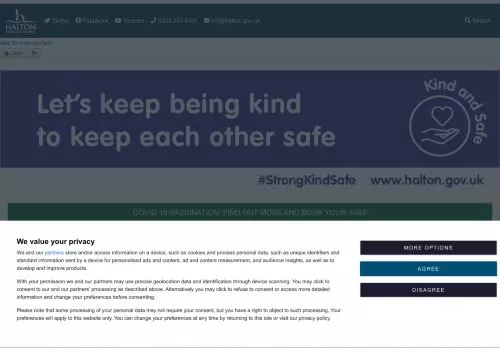 HALTON
Twitter
Facebook
Youtube
0303 333 4300
hdl@halton.gov.uk
Search
skip to main content
Listen
Let's keep being kind
to keep each other safe
Kind and Safe
#StrongKindSafe
www.halton.gov.uk
COVID-19 VACCINATION: FIND OUT MORE AND BOOK YOUR JABS
We value your privacy
We and our partners store and/or access information on a device, such as cookies and process personal data, such as unique identifiers and
standard information sent by a device for personalised ads and content, ad and content measurement, and audience insights, as well as to
develop and improve products.
With your permission we and our partners may use precise geolocation data and identification through device scanning. You may click to
consent to our and our partners' processing as described above. Alternatively you may click to refuse to consent or access more detailed
information and change your preferences before consenting.
Please note that some processing of your personal data may not require your consent, but you have a right to object to such processing. Your
preferences will apply to this website only. You can change your preferences at any time by returning to this site or visit our privacy policy.
MORE OPTIONS
AGREE
DISAGREE